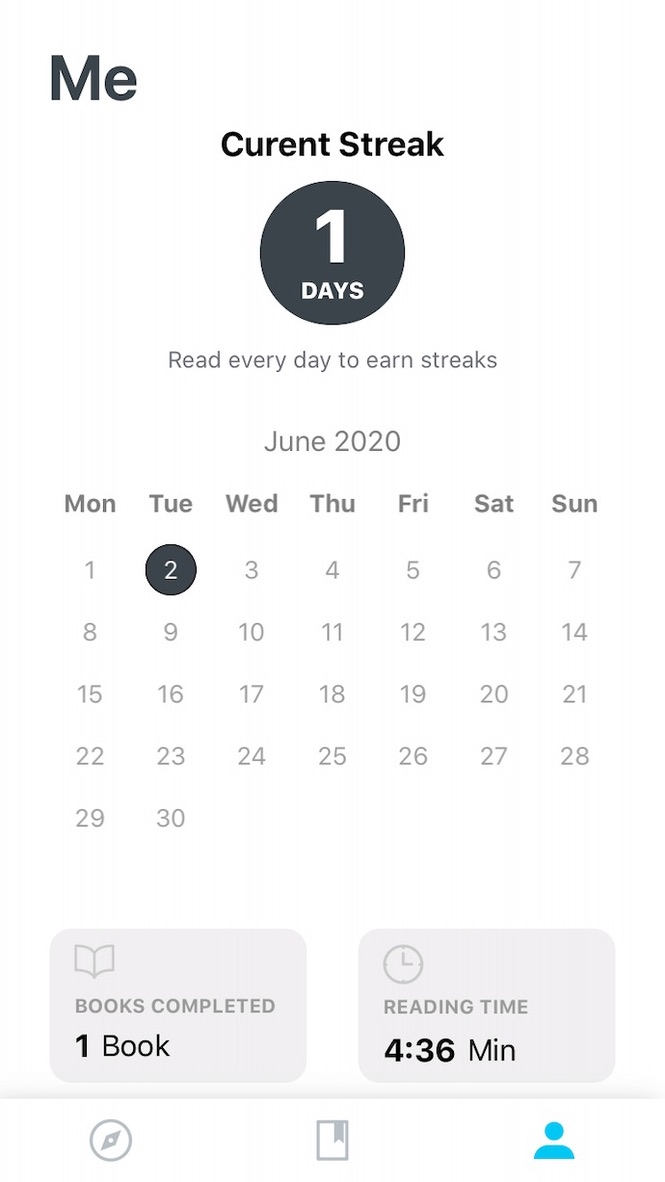 Me
Curent Streak
1
DAYS
Read every day to earn streaks
June 2020
Mon Tue Wed Thu Fri Sat Sun
1 2 3 4 5 6 7
8 9 10 11 12 13 14
15 16 17 18 19 20 21
22 23 24 25 26 27 28
29 30
BOOKS COMPLETED
1 Book
READING TIME
4:36 Min